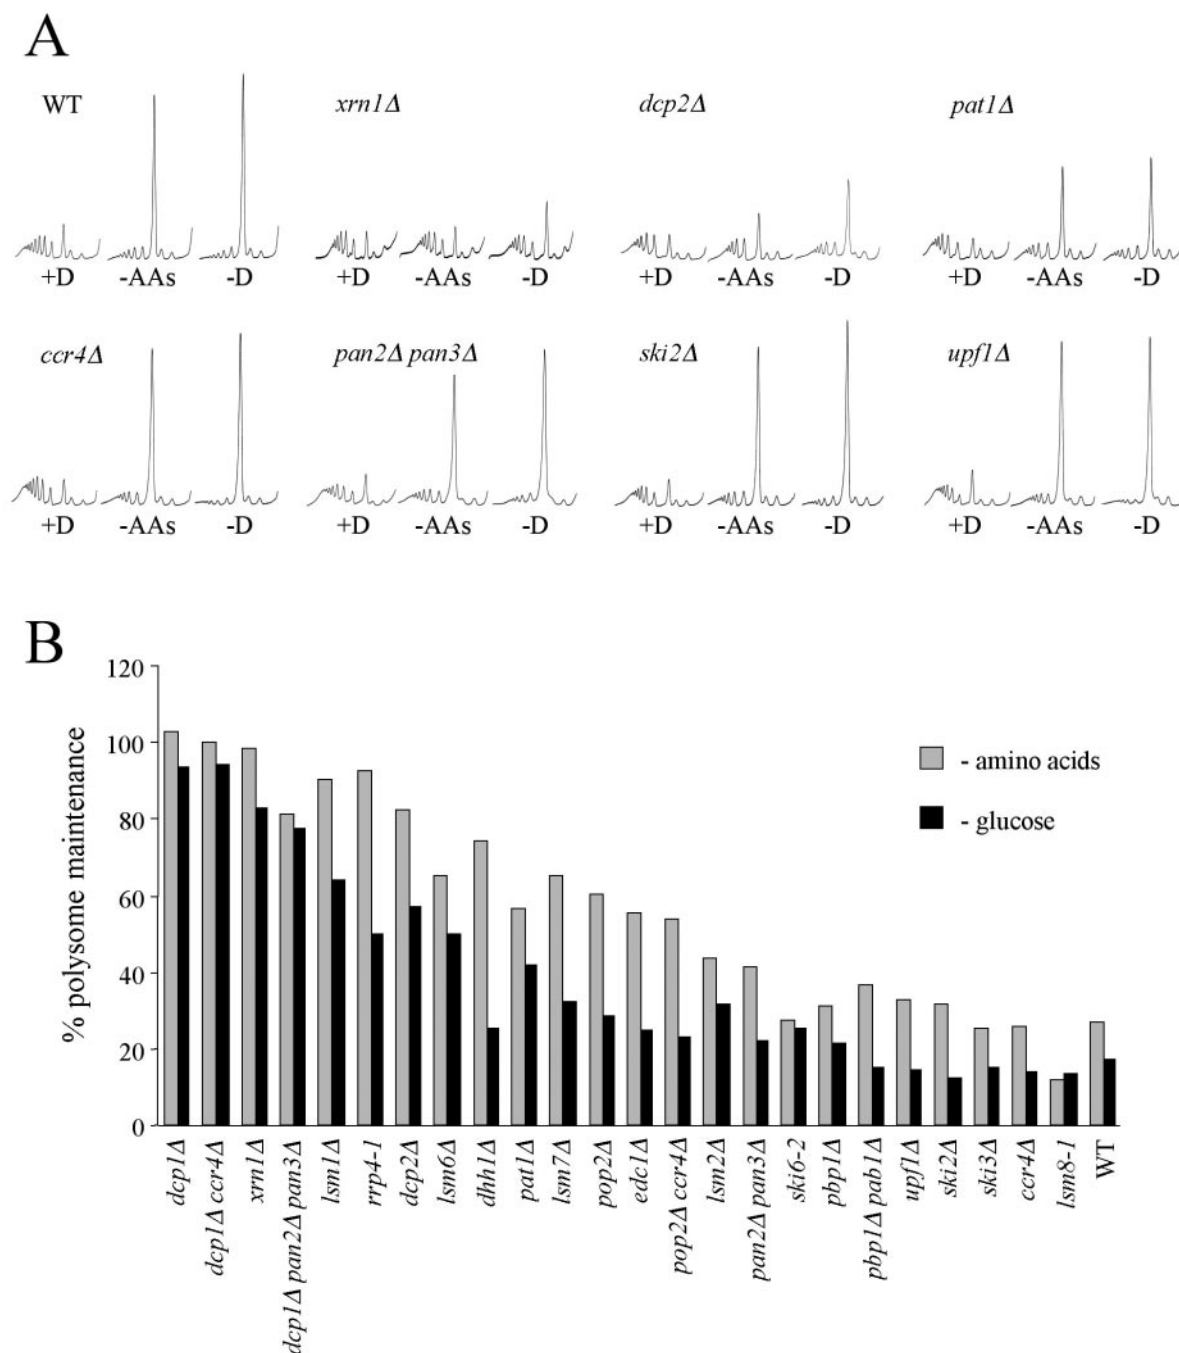 A
WT
xrn1Δ
dcp2Δ
pat1Δ
+D -AAs -D
+D -AAs -D
+D -AAs -D
+D -AAs -D
ccr4Δ
pan2Δ pan3Δ
ski2Δ
upf1Δ
+D -AAs -D
+D -AAs -D
+D -AAs -D
+D -AAs -D
B
% polysome maintenance
120
100
80
60
40
20
0
- amino acids
- glucose
dcp1Δ
dcp1Δ ccr4Δ
xrn1Δ
dcp1Δ pan2Δ pan3Δ
lsm1Δ
rrp4-1
dcp2Δ
lsm6Δ
dhh1Δ
pat1Δ
lsm7Δ
pop2Δ
edc1Δ
pop2Δ ccr4Δ
lsm2Δ
pan2Δ pan3Δ
ski6-2
pbp1Δ
pbp1Δ pab1Δ
upf1Δ
ski2Δ
ski3Δ
ccr4Δ
lsm8-1
WT